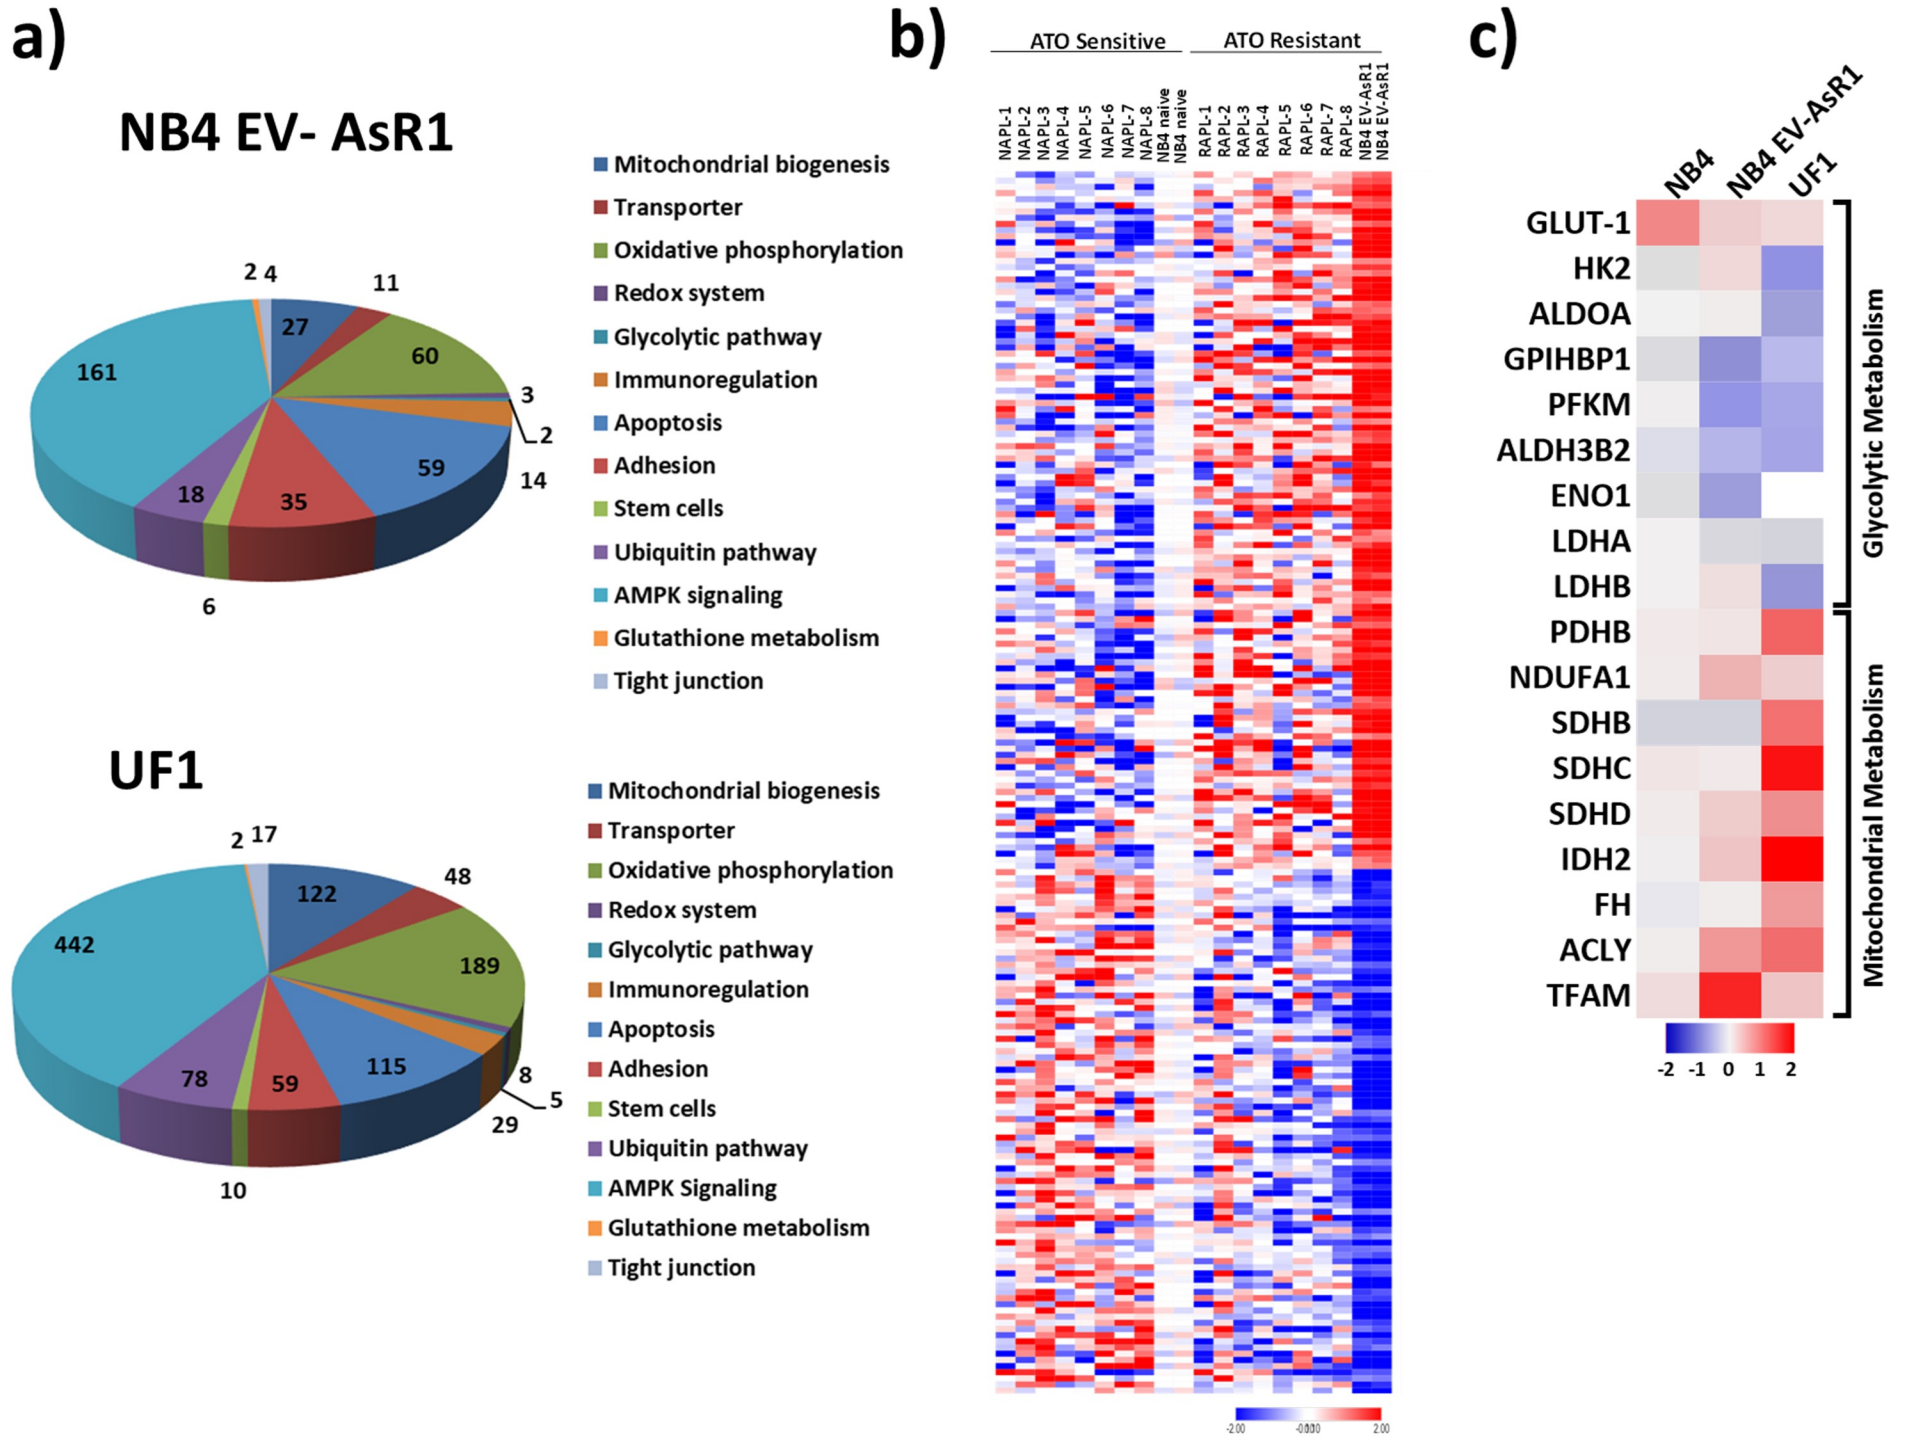 a)
NB4 EV- AsR1
2 4
11
27
60
3
2
14
59
35
6
18
161
Mitochondrial biogenesis
Transporter
Oxidative phosphorylation
Redox system
Glycolytic pathway
Immunoregulation
Apoptosis
Adhesion
Stem cells
Ubiquitin pathway
AMPK signaling
Glutathione metabolism
Tight junction
UF1
2 17
48
122
189
8
5
29
115
59
10
78
442
Mitochondrial biogenesis
Transporter
Oxidative phosphorylation
Redox system
Glycolytic pathway
Immunoregulation
Apoptosis
Adhesion
Stem cells
Ubiquitin pathway
AMPK Signaling
Glutathione metabolism
Tight junction
b)
ATO Sensitive
ATO Resistant
NAPL-1
NAPL-2
NAPL-3
NAPL-4
NAPL-5
NAPL-6
NAPL-7
NAPL-8
NB4 naive
NB4 naive
RAPL-1
RAPL-2
RAPL-3
RAPL-4
RAPL-5
RAPL-6
RAPL-7
RAPL-8
NB4 EV-AsR1
NB4 EV-AsR1
-2.00
2.00
c)
NB4
NB4 EV-AsR1
UF1
GLUT-1
HK2
ALDOA
GPIHBP1
PFKM
ALDH3B2
ENO1
LDHA
LDHB
PDHB
NDUFA1
SDHB
SDHC
SDHD
IDH2
FH
ACLY
TFAM
Glycolytic Metabolism
Mitochondrial Metabolism
-2 -1 0 1 2